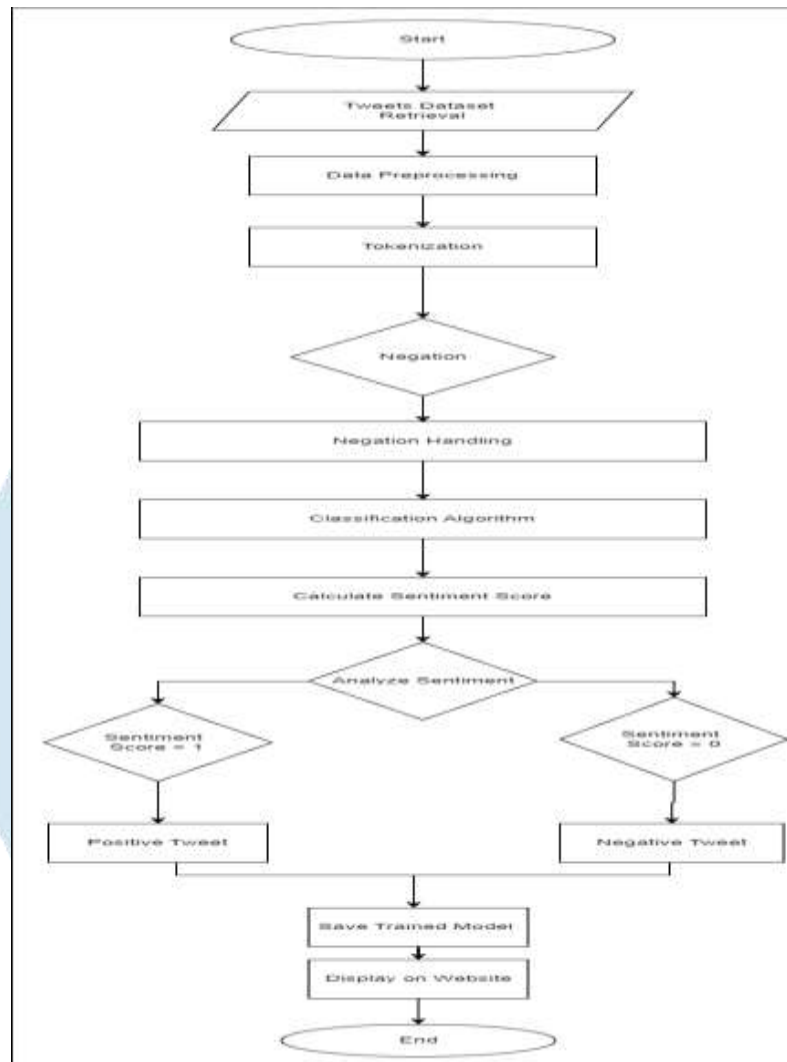 Start
Tweets Dataset
Retrieval
Data Preprocessing
Tokenization
Negation
Negation Handling
Classification Algorithm
Calculate Sentiment Score
Analyze Sentiment
Sentiment
Score = 1
Sentiment
Score = 0
Positive Tweet
Negative Tweet
Save Trained Model
Display on Website
End